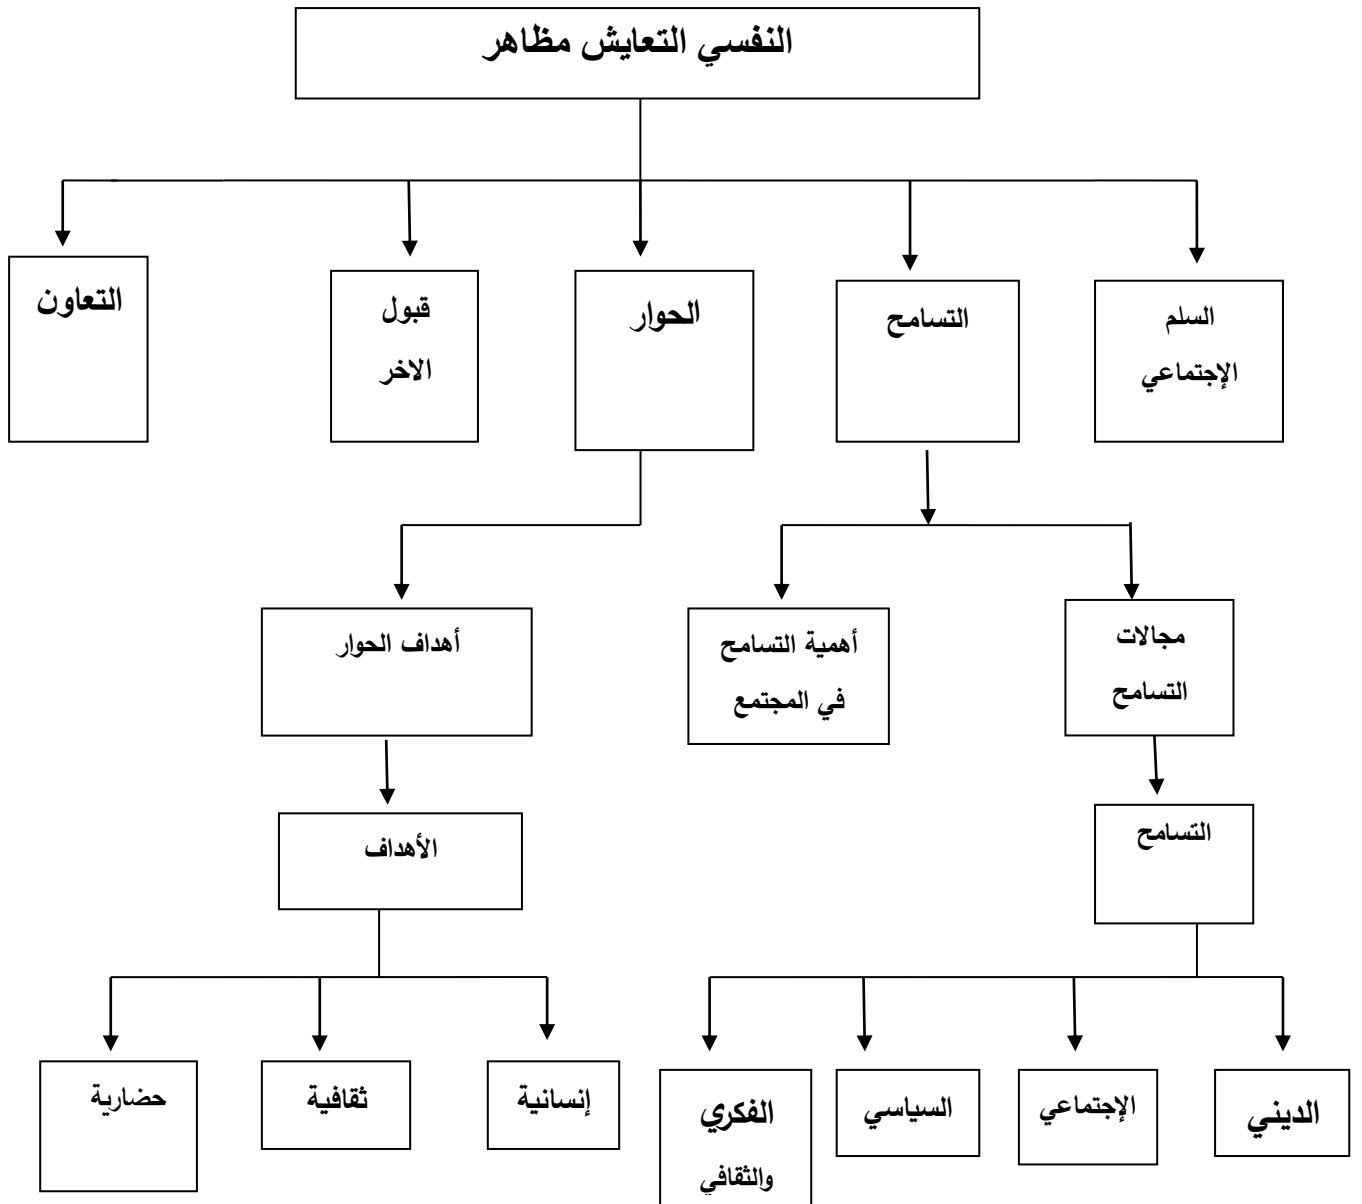 النفسي التعايش مظاهر
السلم
الإجتماعي
التسامح
الحوار
قبول
الاخر
التعاون
مجالات
التسامح
أهمية التسامح
في المجتمع
أهداف الحوار
التسامح
الأهداف
الديني
الإجتماعي
السياسي
الفكري
والثقافي
إنسانية
ثقافية
حضارية